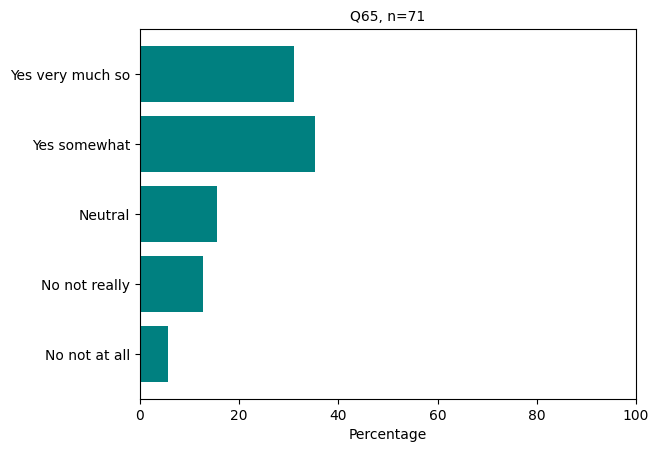 Q65, n=71
Yes very much so
Yes somewhat
Neutral
No not really
No not at all
0 20 40 60 80 100
Percentage